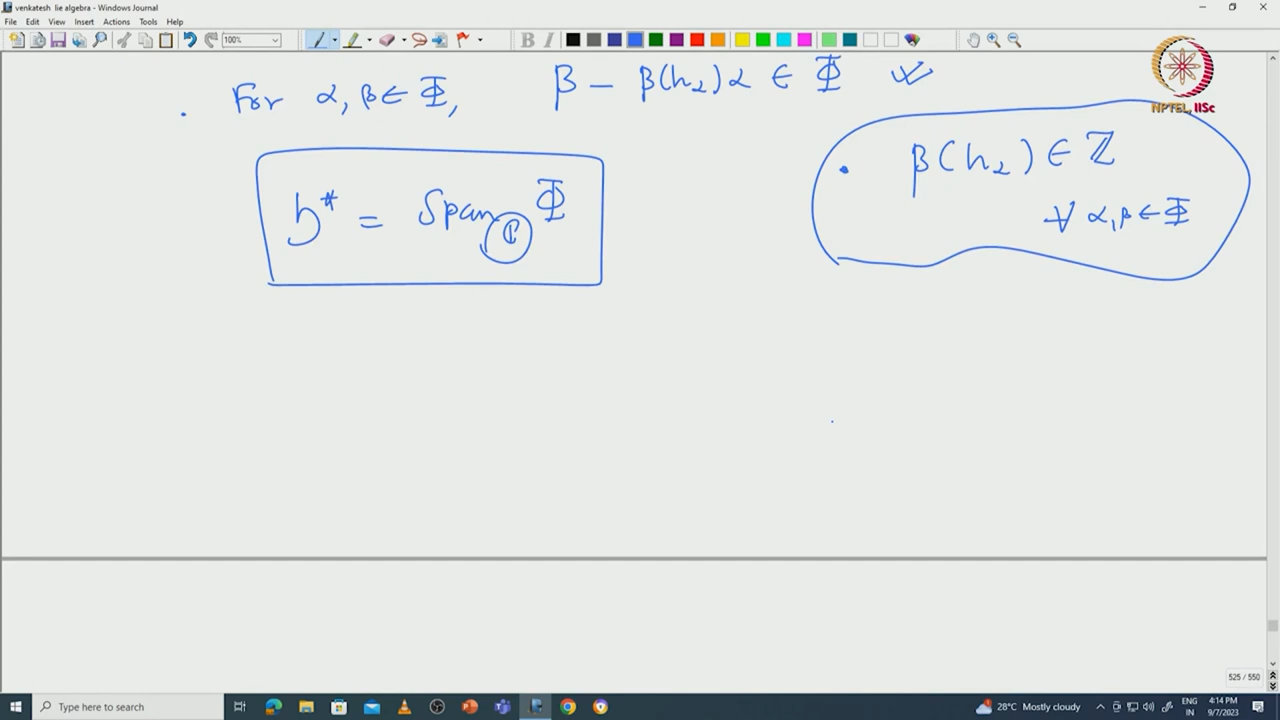 venkatesh lie algebra - Windows Journal
File Edit View Insert Actions Tools Help
100%
NPTEL, IISc
. For α, β ∈ Φ, β – β(h_α)α ∈ Φ
h* = Span_ℂ Φ
• β(h_α) ∈ ℤ
∀ α, β ∈ Φ
525 / 550
Type here to search
28°C Mostly cloudy
ENG
IN
4:14 PM
9/7/2023